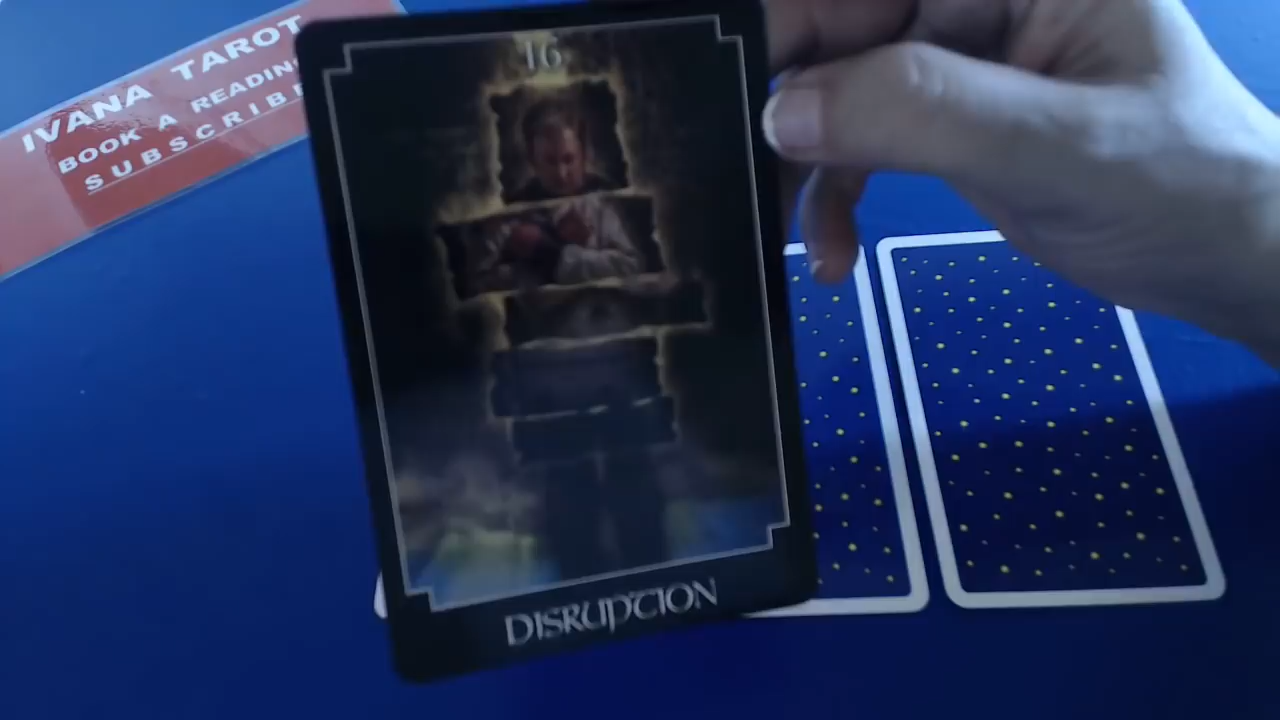 IVANA TAROT
BOOK A READING
SUBSCRIBE
16
DISRUPTION